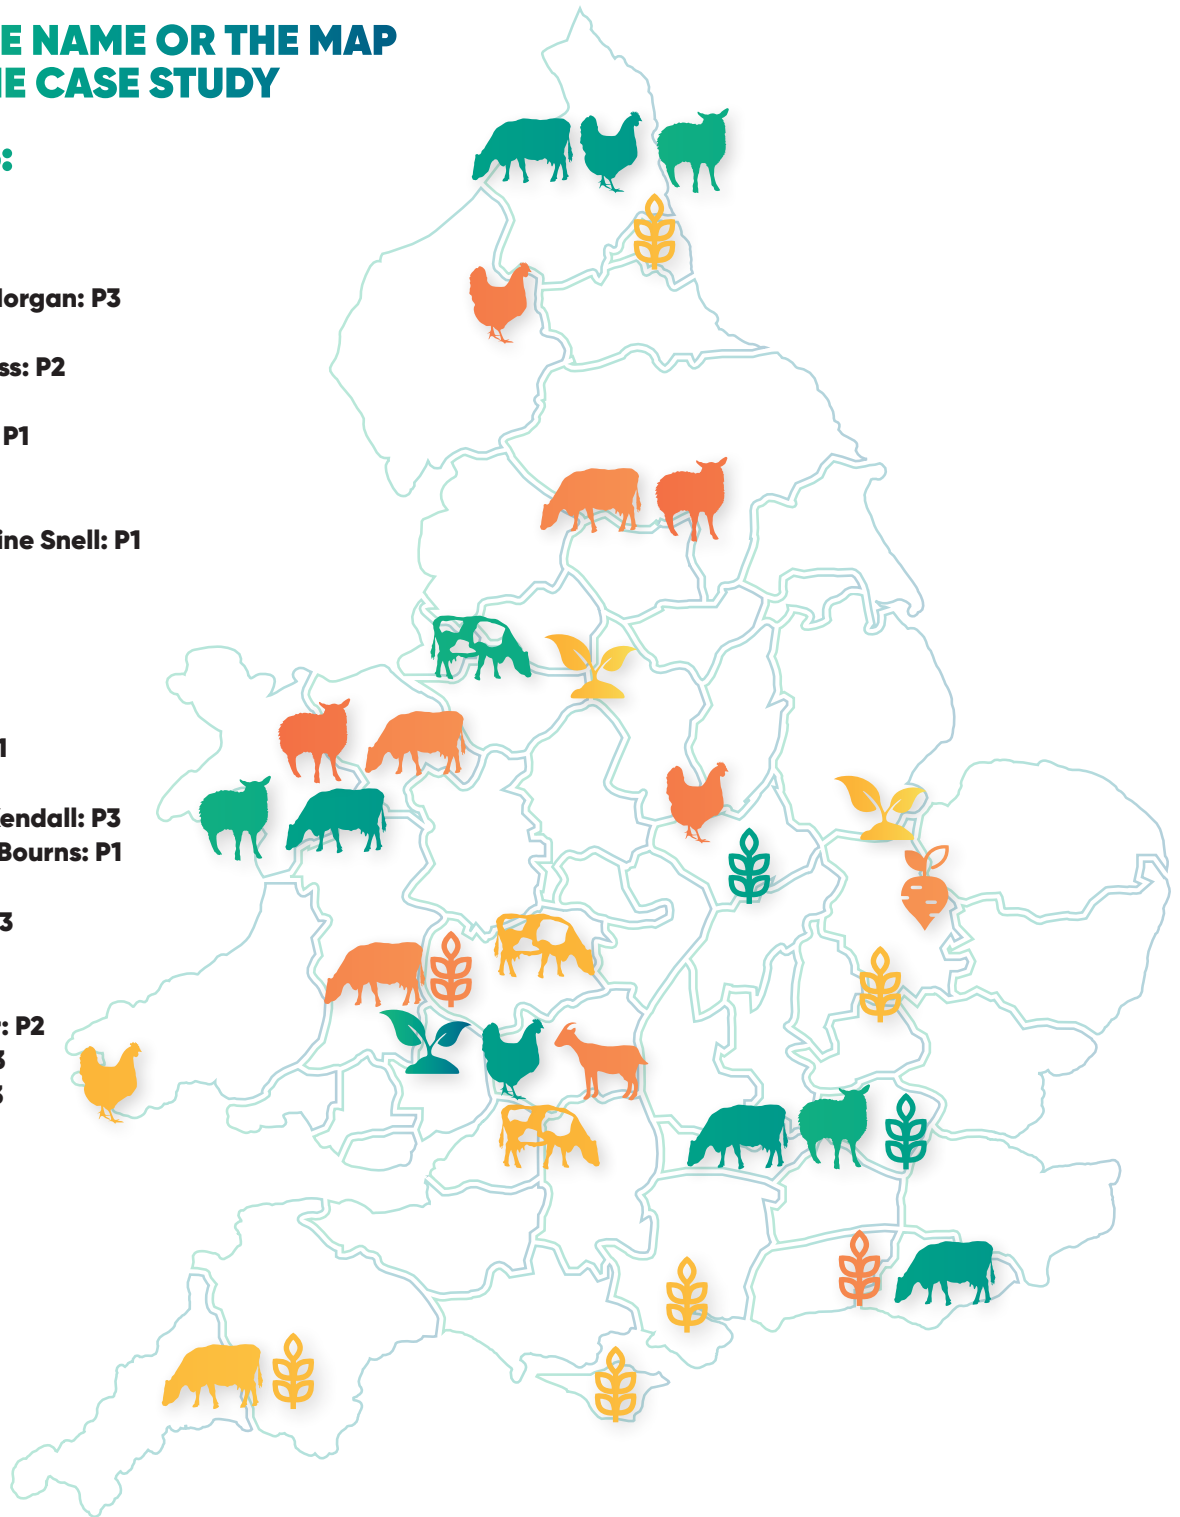 E NAME OR THE MAP
IE CASE STUDY
:
organ: P3
ss: P2
P1
ine Snell: P1
1
endall: P3
Bourns: P1
3
: P2
3
3